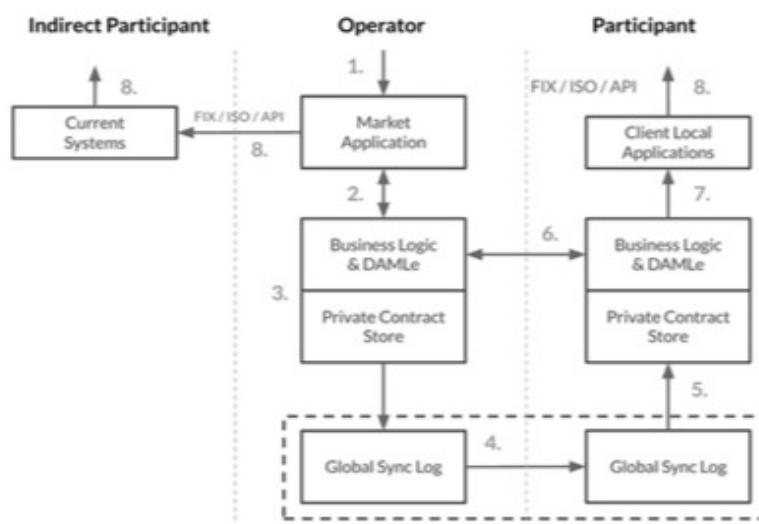 Indirect Participant
Operator
Participant
1.
8.
FIX / ISO / API
8.
Current
Systems
FIX / ISO / API
8.
Market
Application
Client Local
Applications
2.
7.
Business Logic
& DAMLe
6.
Business Logic
& DAMLe
3.
Private Contract
Store
Private Contract
Store
5.
Global Sync Log
4.
Global Sync Log